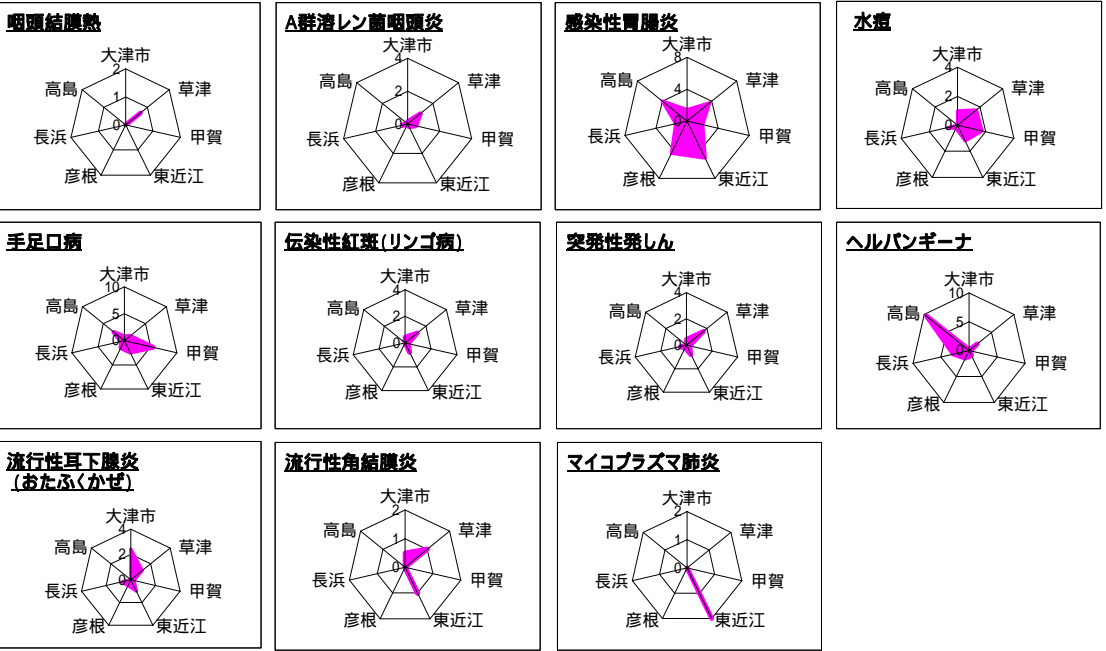 咽頭結膜熱
大津市
2
草津
1
高島
0
甲賀
長浜
東近江
彦根
A群溶レン菌咽頭炎
大津市
4
草津
2
高島
0
甲賀
長浜
東近江
彦根
感染性胃腸炎
大津市
8
草津
4
高島
0
甲賀
長浜
東近江
彦根
水痘
大津市
4
草津
2
高島
0
甲賀
長浜
東近江
彦根
手足口病
大津市
10
草津
5
高島
0
甲賀
長浜
東近江
彦根
伝染性紅斑(リンゴ病)
大津市
4
草津
2
高島
0
甲賀
長浜
東近江
彦根
突発性発しん
大津市
4
草津
2
高島
0
甲賀
長浜
東近江
彦根
ヘルパンギーナ
大津市
10
草津
5
高島
0
甲賀
長浜
東近江
彦根
流行性耳下腺炎
(おたふくかぜ)
大津市
4
草津
2
高島
0
甲賀
長浜
東近江
彦根
流行性角結膜炎
大津市
2
草津
1
高島
0
甲賀
長浜
東近江
彦根
マイコプラズマ肺炎
大津市
2
草津
1
高島
0
甲賀
長浜
東近江
彦根